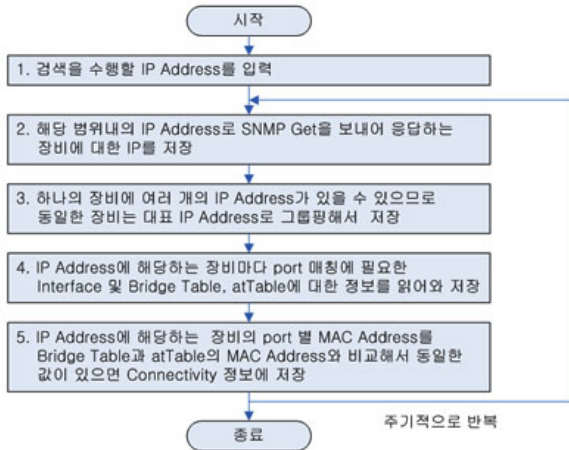 시작
1. 검색을 수행할 IP Address를 입력
2. 해당 범위내의 IP Address로 SNMP Get을 보내어 응답하는
장비에 대한 IP를 저장
3. 하나의 장비에 여러 개의 IP Address가 있을 수 있으므로
동일한 장비는 대표 IP Address로 그룹핑해서 저장
4. IP Address에 해당하는 장비마다 port 매칭에 필요한
Interface 및 Bridge Table, atTable에 대한 정보를 읽어와 저장
5. IP Address에 해당하는 장비의 port 별 MAC Address를
Bridge Table과 atTable의 MAC Address와 비교해서 동일한
값이 있으면 Connectivity 정보에 저장
주기적으로 반복
종료